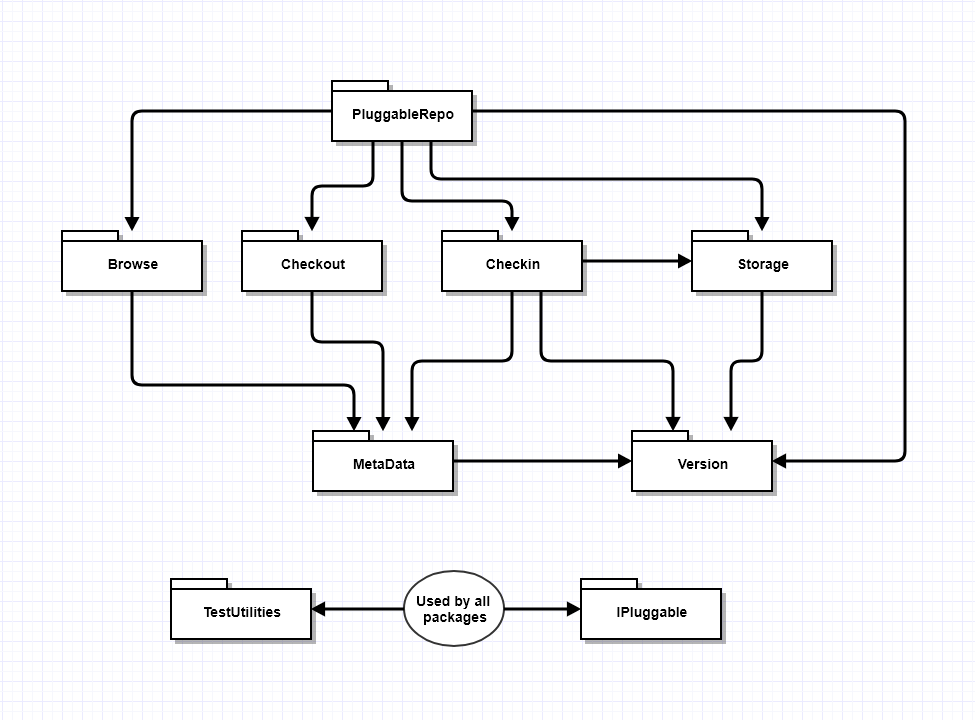 PluggableRepo
Browse
Checkout
Checkin
Storage
MetaData
Version
TestUtilities
Used by all
packages
IPluggable